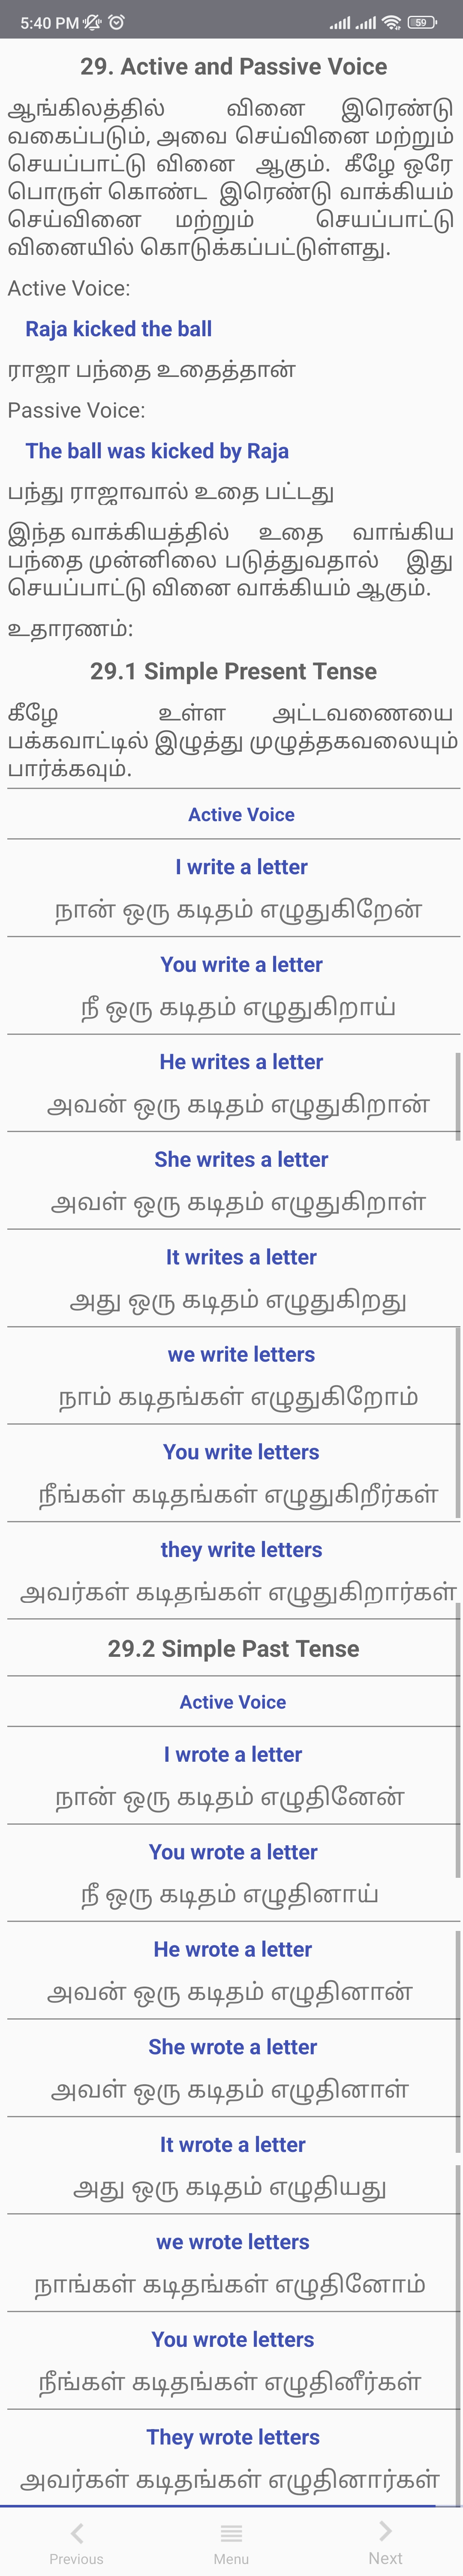 5:40 PM
59
29. Active and Passive Voice
ஆங்கிலத்தில் வினை இரெண்டு
வகைப்படும், அவை செய்வினை மற்றும்
செயப்பாட்டு வினை ஆகும். கீழே ஒரே
பொருள் கொண்ட இரெண்டு வாக்கியம்
செய்வினை மற்றும் செயப்பாட்டு
வினையில் கொடுக்கப்பட்டுள்ளது.
Active Voice:
Raja kicked the ball
ராஜா பந்தை உதைத்தான்
Passive Voice:
The ball was kicked by Raja
பந்து ராஜாவால் உதை பட்டது
இந்த வாக்கியத்தில் உதை வாங்கிய
பந்தை முன்னிலை படுத்துவதால் இது
செயப்பாட்டு வினை வாக்கியம் ஆகும்.
உதாரணம்:
29.1 Simple Present Tense
கீழே உள்ள அட்டவணையை
பக்கவாட்டில் இழுத்து முழுத்தகவலையும்
பார்க்கவும்.
Active Voice
I write a letter
நான் ஒரு கடிதம் எழுதுகிறேன்
You write a letter
நீ ஒரு கடிதம் எழுதுகிறாய்
He writes a letter
அவன் ஒரு கடிதம் எழுதுகிறான்
She writes a letter
அவள் ஒரு கடிதம் எழுதுகிறாள்
It writes a letter
அது ஒரு கடிதம் எழுதுகிறது
we write letters
நாம் கடிதங்கள் எழுதுகிறோம்
You write letters
நீங்கள் கடிதங்கள் எழுதுகிறீர்கள்
they write letters
அவர்கள் கடிதங்கள் எழுதுகிறார்கள்
29.2 Simple Past Tense
Active Voice
I wrote a letter
நான் ஒரு கடிதம் எழுதினேன்
You wrote a letter
நீ ஒரு கடிதம் எழுதினாய்
He wrote a letter
அவன் ஒரு கடிதம் எழுதினான்
She wrote a letter
அவள் ஒரு கடிதம் எழுதினாள்
It wrote a letter
அது ஒரு கடிதம் எழுதியது
we wrote letters
நாங்கள் கடிதங்கள் எழுதினோம்
You wrote letters
நீங்கள் கடிதங்கள் எழுதினீர்கள்
They wrote letters
அவர்கள் கடிதங்கள் எழுதினார்கள்
Previous Menu Next